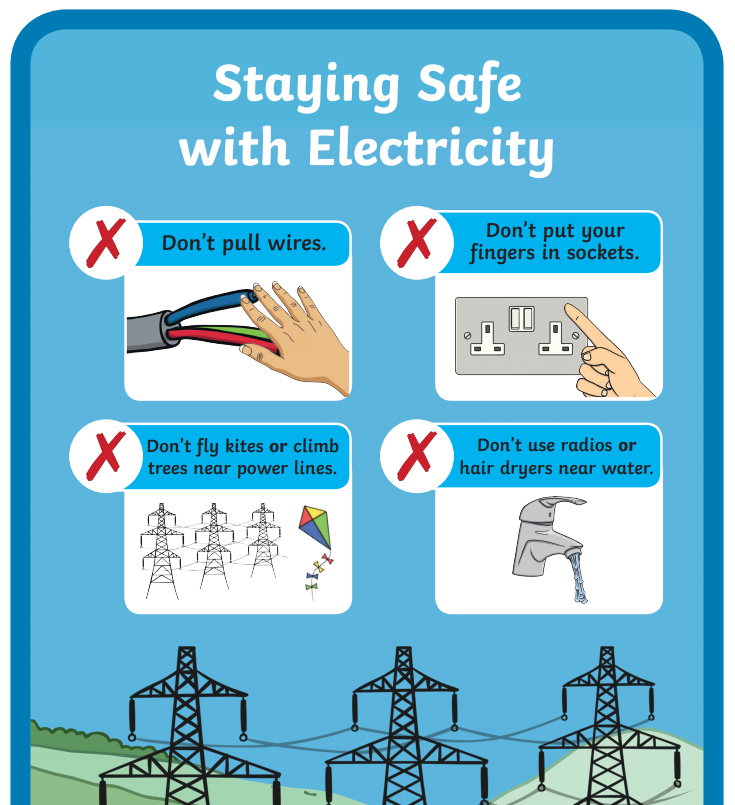 Staying Safe
with Electricity
Don't pull wires.
Don't put your
fingers in sockets.
Don't fly kites or climb
trees near power lines.
Don't use radios or
hair dryers near water.